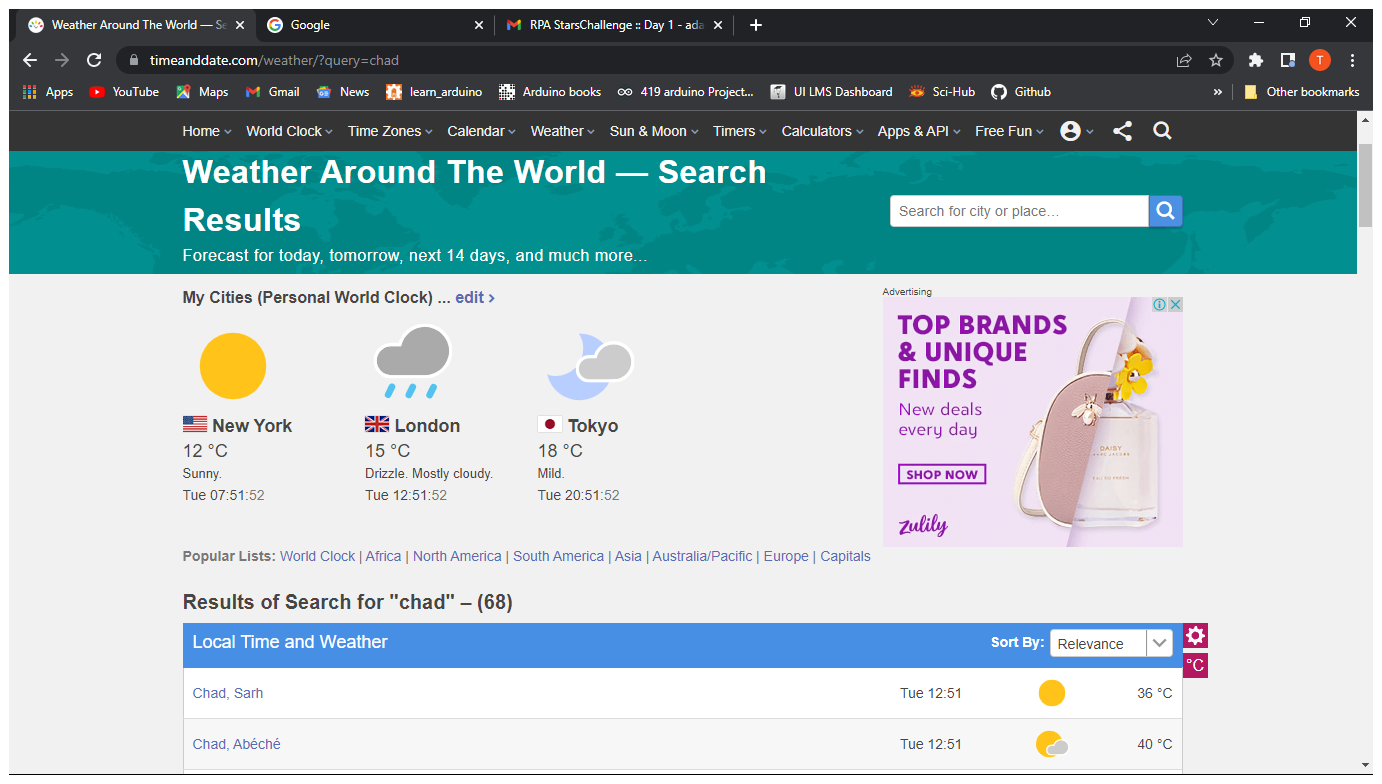 Weather Around The World — Se
Google
RPA StarsChallenge :: Day 1 - ada
timeanddate.com/weather/?query=chad
T
Apps
YouTube
Maps
Gmail
News
learn_arduino
Arduino books
419 arduino Project...
UI LMS Dashboard
Sci-Hub
Github
»
Other bookmarks
Home
World Clock
Time Zones
Calendar
Weather
Sun & Moon
Timers
Calculators
Apps & API
Free Fun
Weather Around The World — Search
Results
Forecast for today, tomorrow, next 14 days, and much more...
Search for city or place...
My Cities (Personal World Clock) ... edit ›
New York
12 °C
Sunny.
Tue 07:51:52
London
15 °C
Drizzle. Mostly cloudy.
Tue 12:51:52
Tokyo
18 °C
Mild.
Tue 20:51:52
Advertising
TOP BRANDS
& UNIQUE
FINDS
New deals
every day
SHOP NOW
zulily
DAISY
Popular Lists: World Clock | Africa | North America | South America | Asia | Australia/Pacific | Europe | Capitals
Results of Search for "chad" – (68)
Local Time and Weather
Sort By: Relevance
°C
Chad, Sarh Tue 12:51 36 °C
Chad, Abéché Tue 12:51 40 °C